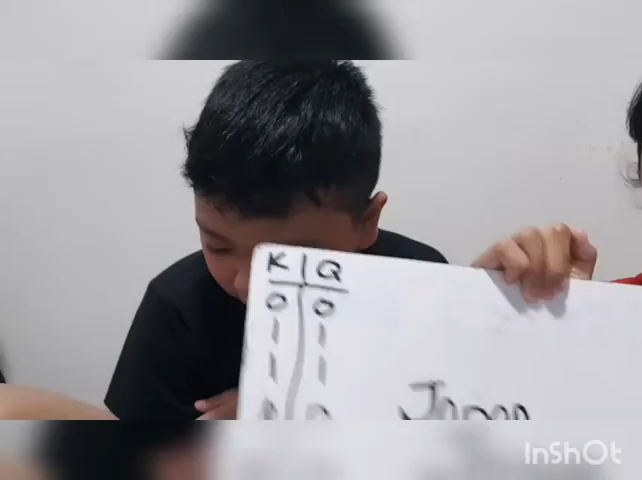 K | Q
0 | 0
1 | 1
1 | 1
InShOt